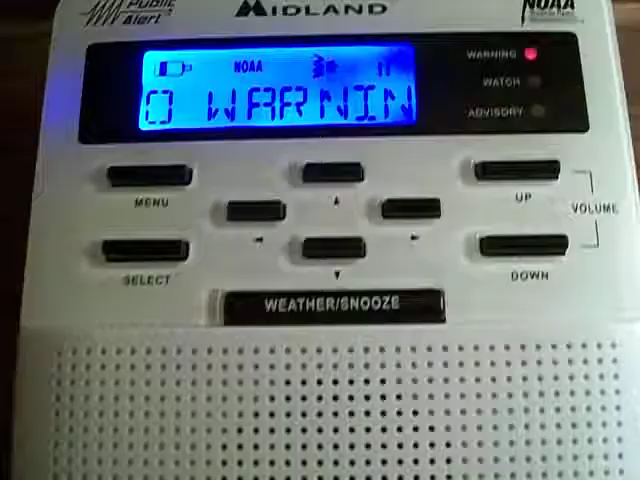 Public
Alert
MIDLAND
NOAA
WARNING
NOAA
WATCH
O WARNIN
ADVISORY
MENU
UP
VOLUME
SELECT
DOWN
WEATHER/SNOOZE